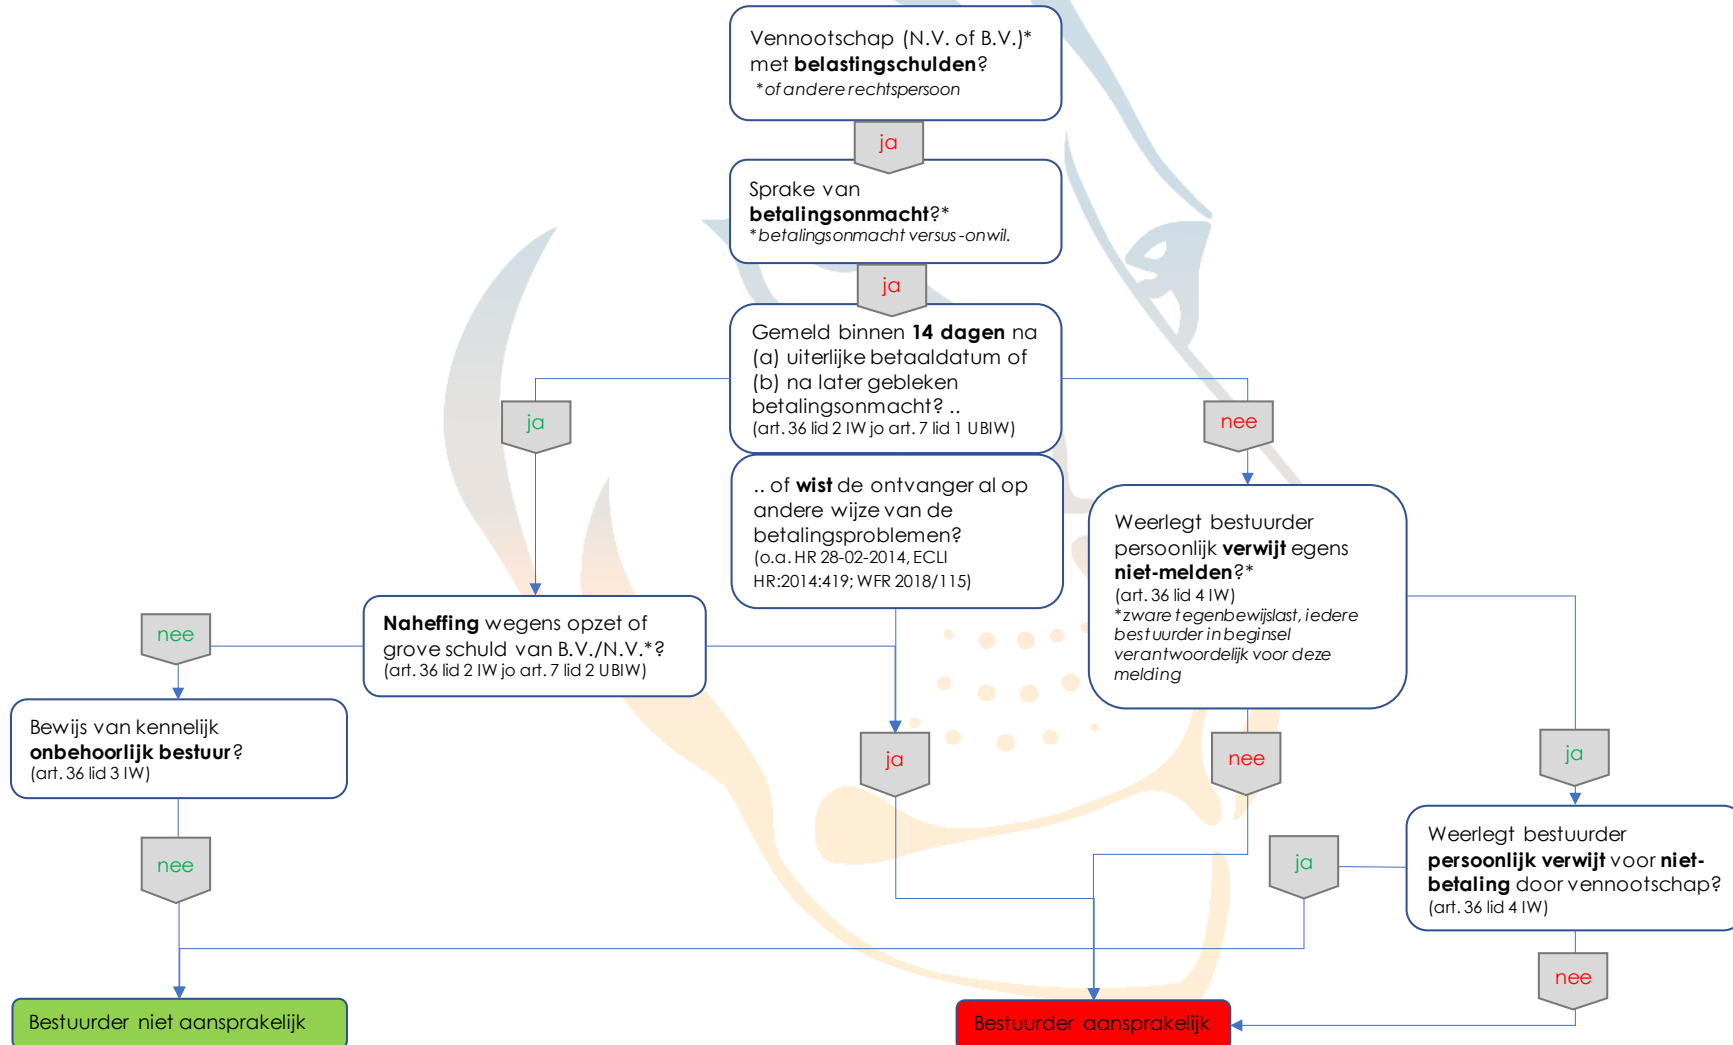 Vennootschap (N.V. of B.V.)*
met belastingschulden?
*of andere rechtspersoon
ja
Sprake van
betalingsonmacht?*
*betalingsonmacht versus -onwil.
ja
Gemeld binnen 14 dagen na
(a) uiterlijke betaaldatum of
(b) na later gebleken
betalingsonmacht? ..
(art. 36 lid 2 IW jo art. 7 lid 1 UBIW)
ja
nee
.. of wist de ontvanger al op
andere wijze van de
betalingsproblemen?
(o.a. HR 28-02-2014, ECLI
HR:2014:419; WFR 2018/115)
Weerlegt bestuurder
persoonlijk verwijt egens
niet-melden?*
(art. 36 lid 4 IW)
*zware tegenbewijslast, iedere
bestuurder in beginsel
verantwoordelijk voor deze
melding
Naheffing wegens opzet of
grove schuld van B.V./N.V.*?
(art. 36 lid 2 IW jo art. 7 lid 2 UBIW)
nee
Bewijs van kennelijk
onbehoorlijk bestuur?
(art. 36 lid 3 IW)
ja
nee
ja
Weerlegt bestuurder
persoonlijk verwijt voor niet-
betaling door vennootschap?
(art. 36 lid 4 IW)
nee
ja
nee
Bestuurder niet aansprakelijk
Bestuurder aansprakelijk